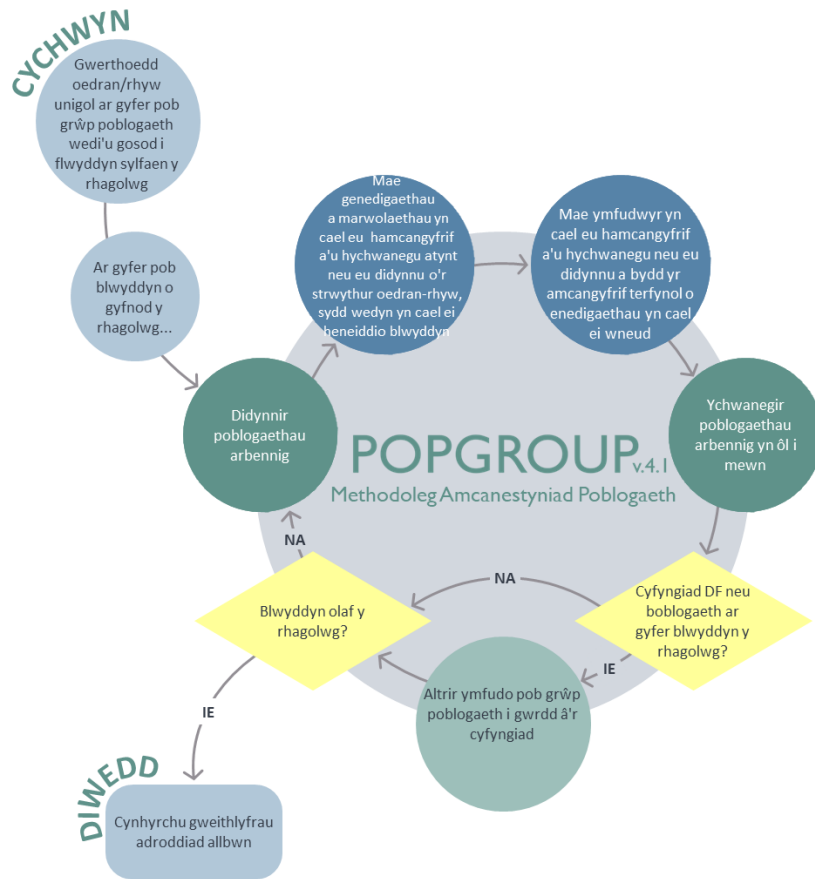 CYCHWYN
Gwerthoedd
oedran/rhyw
unigol ar gyfer pob
grŵp poblogaeth
wedi'u gosod i
flwyddyn sylfaen y
rhagolwg
Ar gyfer pob
blwyddyn o
gyfnod y
rhagolwg...
Didynnir
poblogaethau
arbennig
Mae
genedigaethau
a marwolaethau yn
cael eu hamcangyfrif
a'u hychwanegu atynt
neu eu didynnu o'r
strwythur oedran-rhyw,
sydd wedyn yn cael ei
heneiddio blwyddyn
Mae ymfudwyr yn
cael eu hamcangyfrif
a'u hychwanegu neu eu
didynnu a bydd yr
amcangyfrif terfynol o
enedigaethau yn cael
ei wneud
Ychwanegir
poblogaethau
arbennig yn ôl i
mewn
POPGROUP v.4.1
Methodoleg Amcanestyniad Poblogaeth
Cyfyngiad DF neu
boblogaeth ar
gyfer blwyddyn y
rhagolwg?
NA
IE
Altrir ymfudo pob grŵp
poblogaeth i gwrdd â'r
cyfyngiad
Blwyddyn olaf y
rhagolwg?
NA
IE
DIWEDD
Cynhyrchu gweithlyfrau
adroddiad allbwn